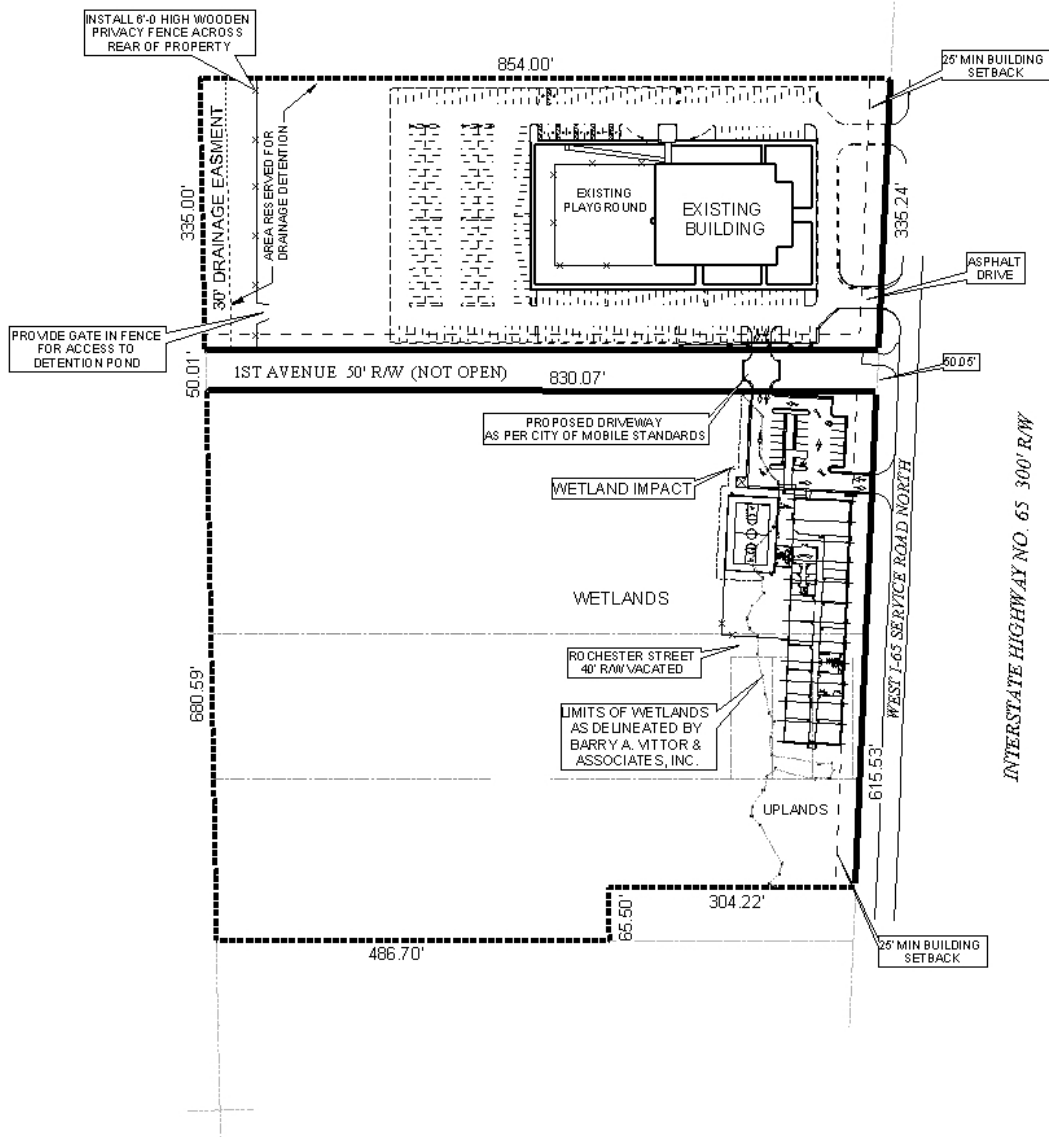 INSTALL 6'-0 HIGH WOODEN
PRIVACY FENCE ACROSS
REAR OF PROPERTY
854.00'
25' MIN BUILDING
SETBACK
30' DRAINAGE EASMENT
AREA RESERVED FOR
DRAINAGE DETENTION
335.00'
EXISTING
PLAYGROUND
EXISTING
BUILDING
335.24'
ASPHALT
DRIVE
PROVIDE GATE IN FENCE
FOR ACCESS TO
DETENTION POND
50.01'
1ST AVENUE 50' R/W (NOT OPEN)
830.07'
50.05'
PROPOSED DRIVEWAY
AS PER CITY OF MOBILE STANDARDS
WETLAND IMPACT
WETLANDS
ROCHESTER STREET
40' R/W VACATED
LIMITS OF WETLANDS
AS DELINEATED BY
BARRY A. VITTOR &
ASSOCIATES, INC.
WEST I-65 SERVICE ROAD NORTH
INTERSTATE HIGHWAY NO. 65 300' R/W
680.59'
615.53'
UPLANDS
304.22'
65.50'
486.70'
25' MIN BUILDING
SETBACK